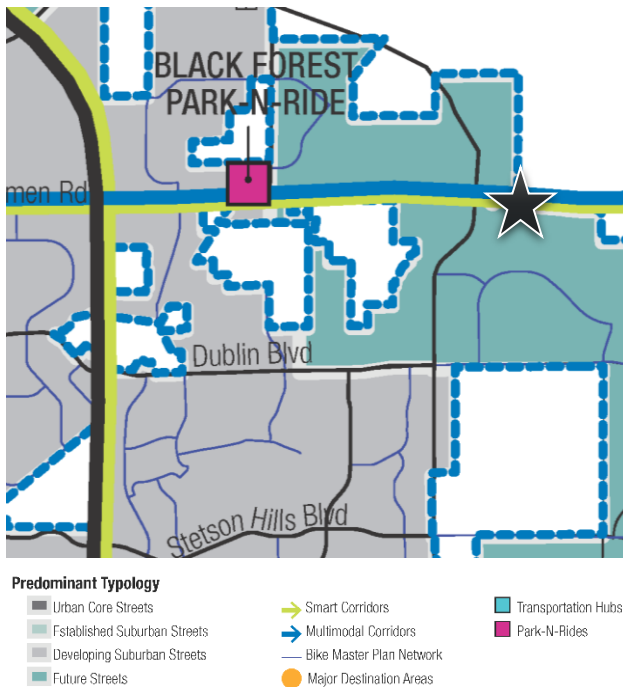 BLACK FOREST
PARK-N-RIDE
men Rd
Dublin Blvd
Stetson Hills Blvd
Predominant Typology
Urban Core Streets
Established Suburban Streets
Developing Suburban Streets
Future Streets
Smart Corridors
Multimodal Corridors
Bike Master Plan Network
Major Destination Areas
Transportation Hubs
Park-N-Rides